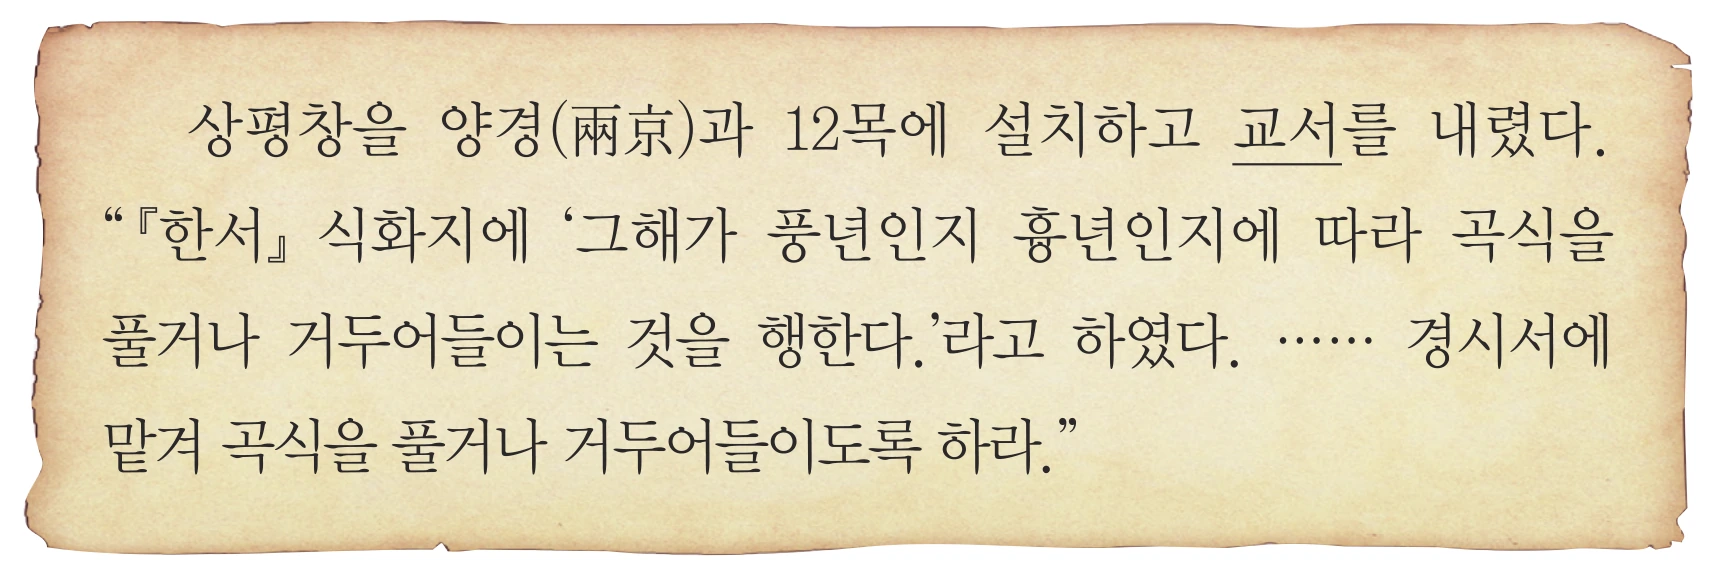 상평창을 양경(兩京)과 12목에 설치하고 교서를 내렸다.
“『한서』 식화지에 ‘그해가 풍년인지 흉년인지에 따라 곡식을
풀거나 거두어들이는 것을 행한다.’라고 하였다. …… 경시서에
맡겨 곡식을 풀거나 거두어들이도록 하라.”